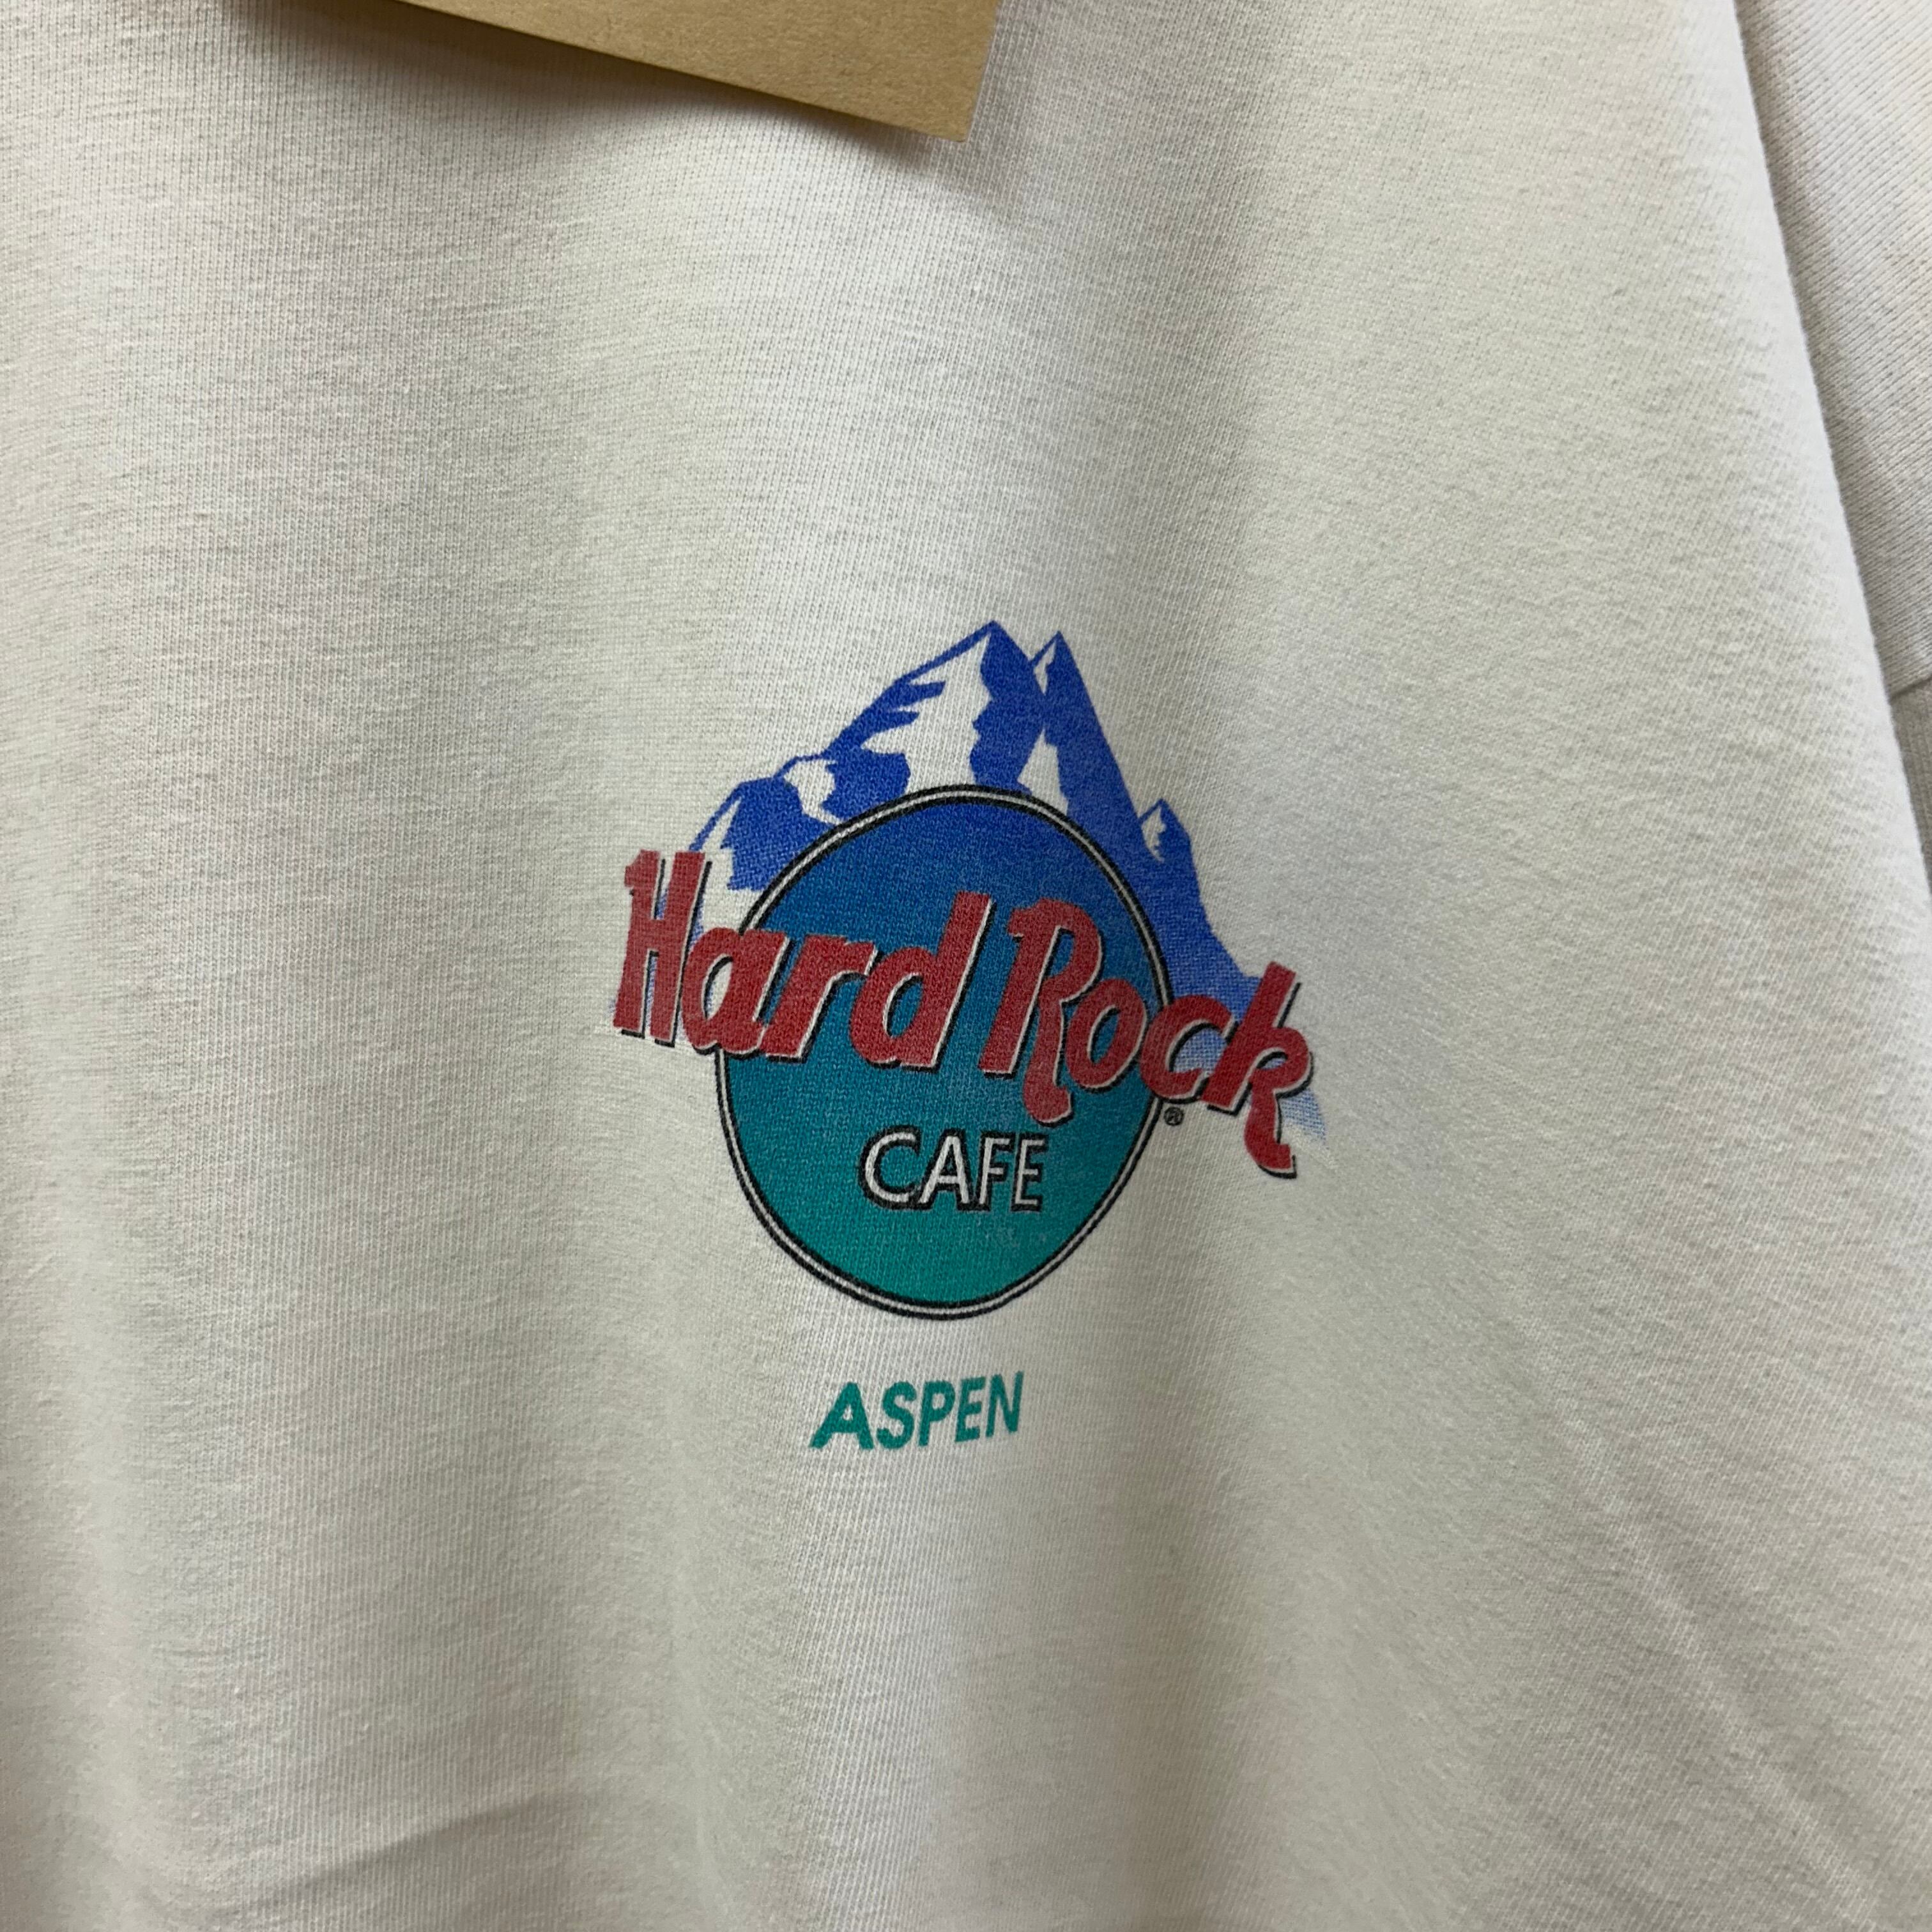 Hard Rock
CAFE
®
ASPEN